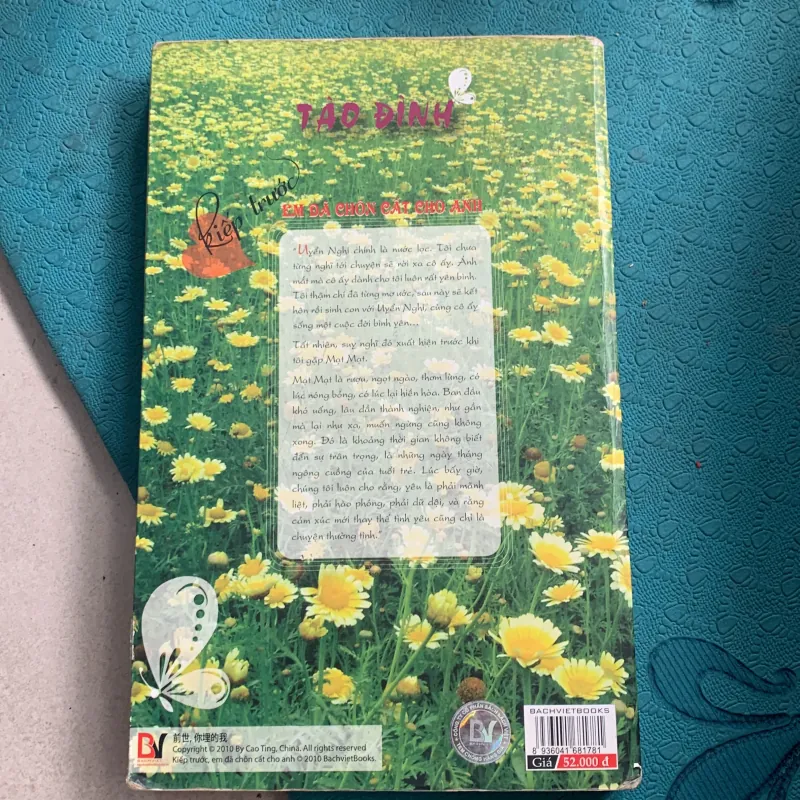 TÀO ĐÌNH
Kiếp trước
EM ĐÃ CHÔN CẤT CHO ANH
"Uyển Nghi chính là nước lọc. Tôi chưa
từng nghĩ tới chuyện sẽ rời xa cô ấy. Ánh
mắt mà cô ấy dành cho tôi luôn rất yên bình.
Tôi thậm chí đã từng mơ ước, sau này sẽ kết
hôn rồi sinh con với Uyển Nghi, cùng cô ấy
sống một cuộc đời bình yên...
Tất nhiên, suy nghĩ đó xuất hiện trước khi
tôi gặp Mạt Mạt.
Mạt Mạt là rượu, ngọt ngào, thơm lừng, có
lúc nóng bỏng, có lúc lại hiền hòa. Ban đầu
khó uống, lâu dần thành nghiện, như gần
mà lại như xa, muốn ngừng cũng không
xong. Đó là khoảng thời gian không biết
đến sự trân trọng, là những ngày tháng
ngông cuồng của tuổi trẻ. Lúc bấy giờ,
chúng tôi luôn cho rằng, yêu là phải mãnh
liệt, phải hào phóng, phải dữ dội, và rằng
cảm xúc mới thay thế tình yêu cũng chỉ là
chuyện thường tình."
BV
BACHVIETBOOKS
前世,你埋的我
Copyright © 2010 By Cao Ting, China. All rights reserved
Kiếp trước, em đã chôn cất cho anh © 2010 BachvietBooks.
BV
BACHVIETBOOKS
8 936041 681781
Giá 52.000 đ